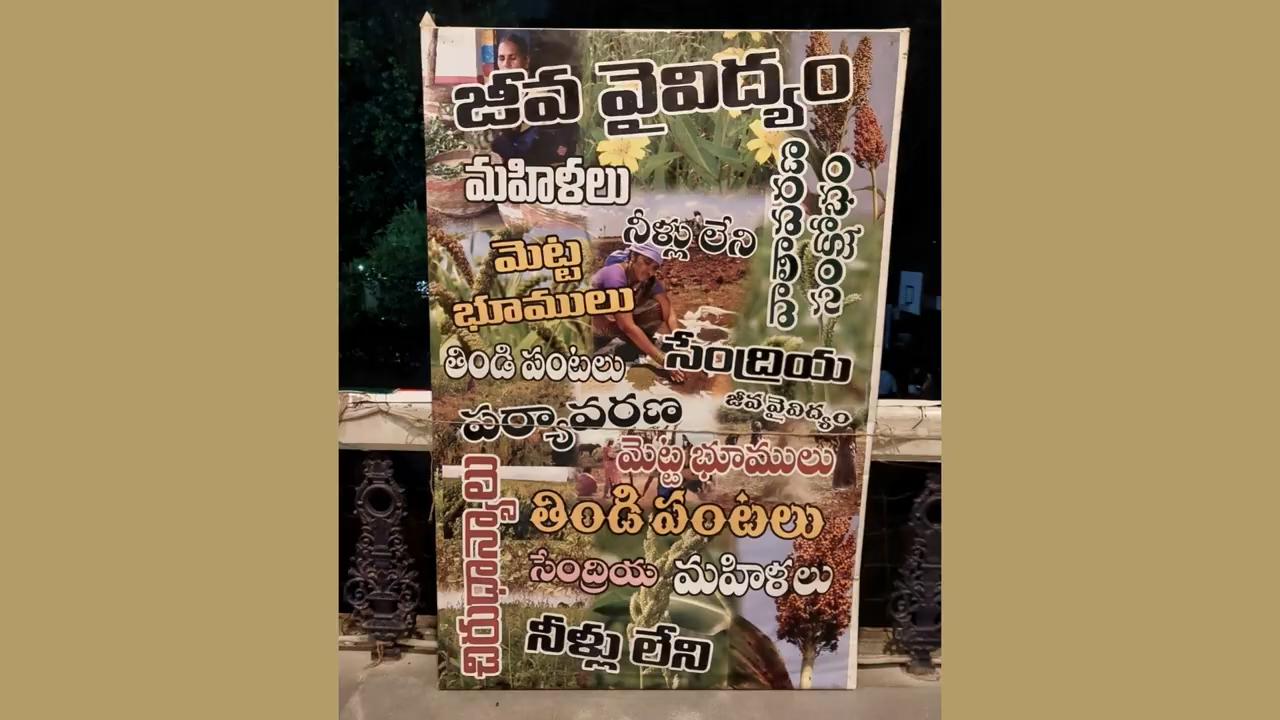 జీవ వైవిద్యం
మహిళలు
నీళ్లు లేని
మెట్ట
భూములు
తిండి పంటలు
సేంద్రియ
పర్యావరణ
జీవ వైవిద్యం
మెట్ట భూములు
చిరుధాన్యాలు
తిండి పంటలు
సేంద్రియ
మహిళలు
నీళ్లు లేని